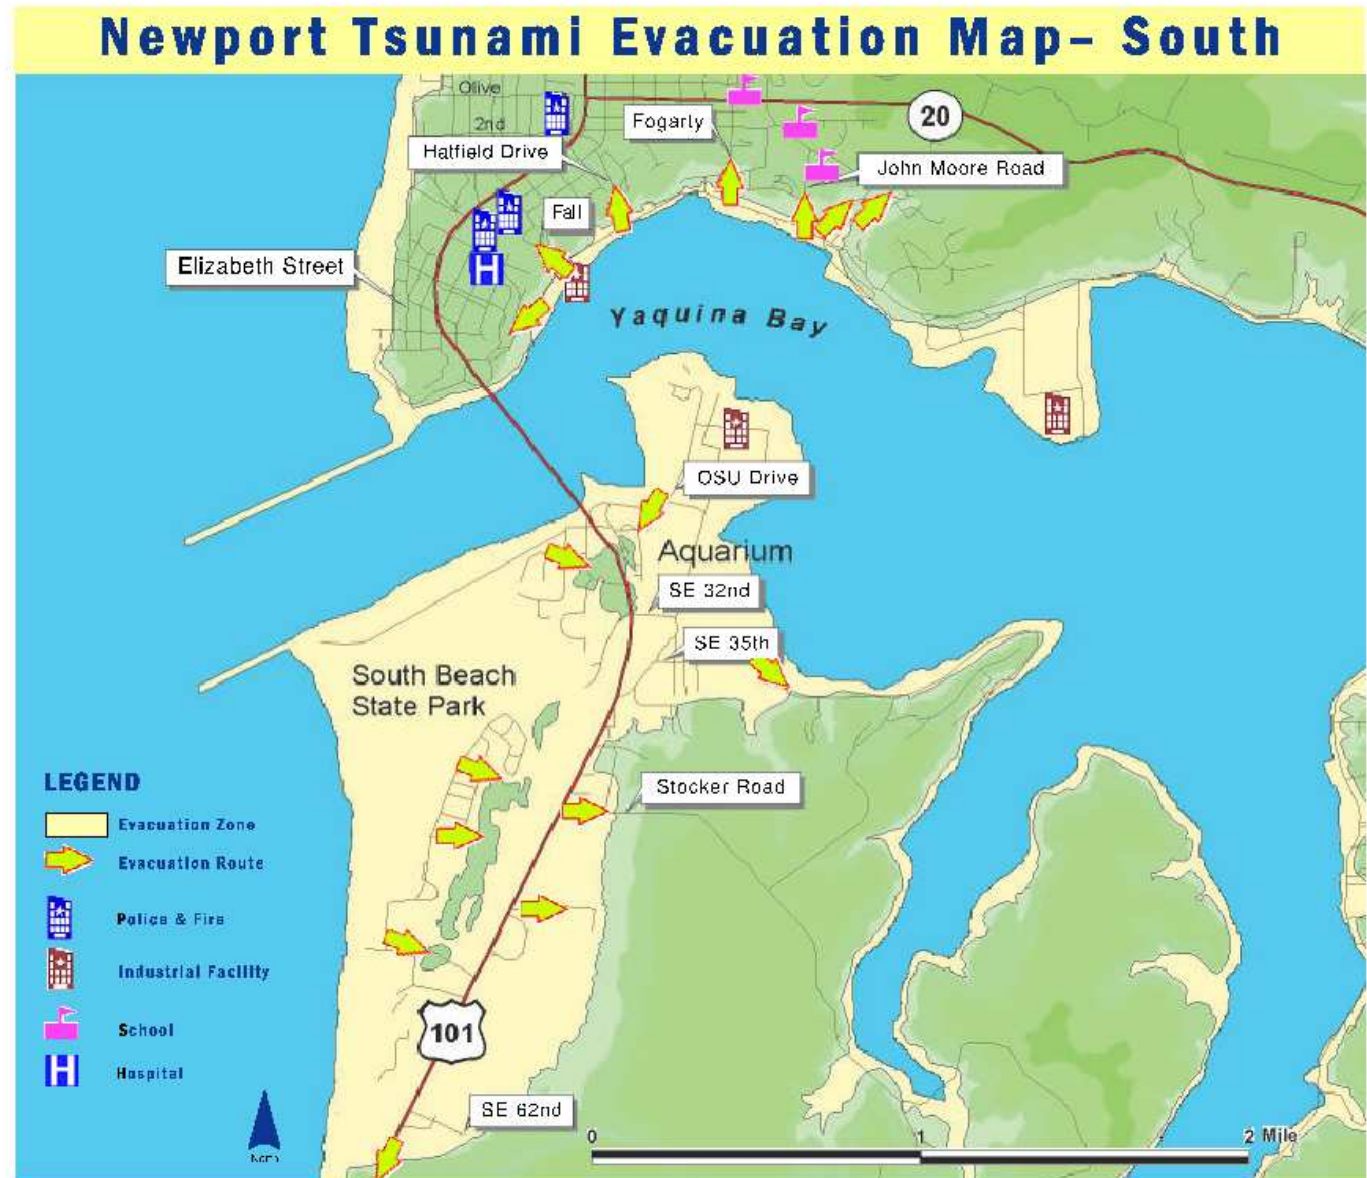 Newport Tsunami Evacuation Map– South
Olive
2nd
Fogarty
20
Hatfield Drive
John Moore Road
Fall
Elizabeth Street
H
Yaquina Bay
OSU Drive
Aquarium
SE 32nd
SE 35th
South Beach
State Park
Stocker Road
LEGEND
Evacuation Zone
Evacuation Route
Police & Fire
Industrial Facility
School
H Hospital
101
SE 62nd
North
0 1 2 Mile